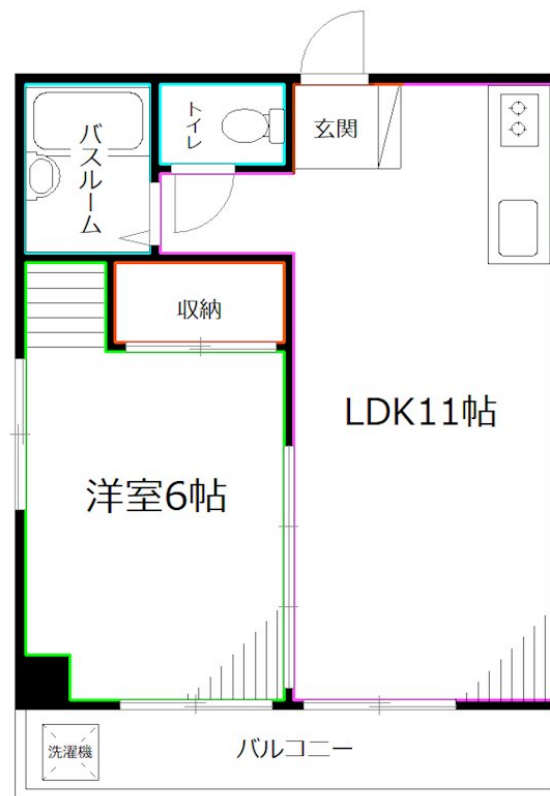 トイレ
玄関
バスルーム
収納
LDK11帖
洋室6帖
洗濯機
バルコニー